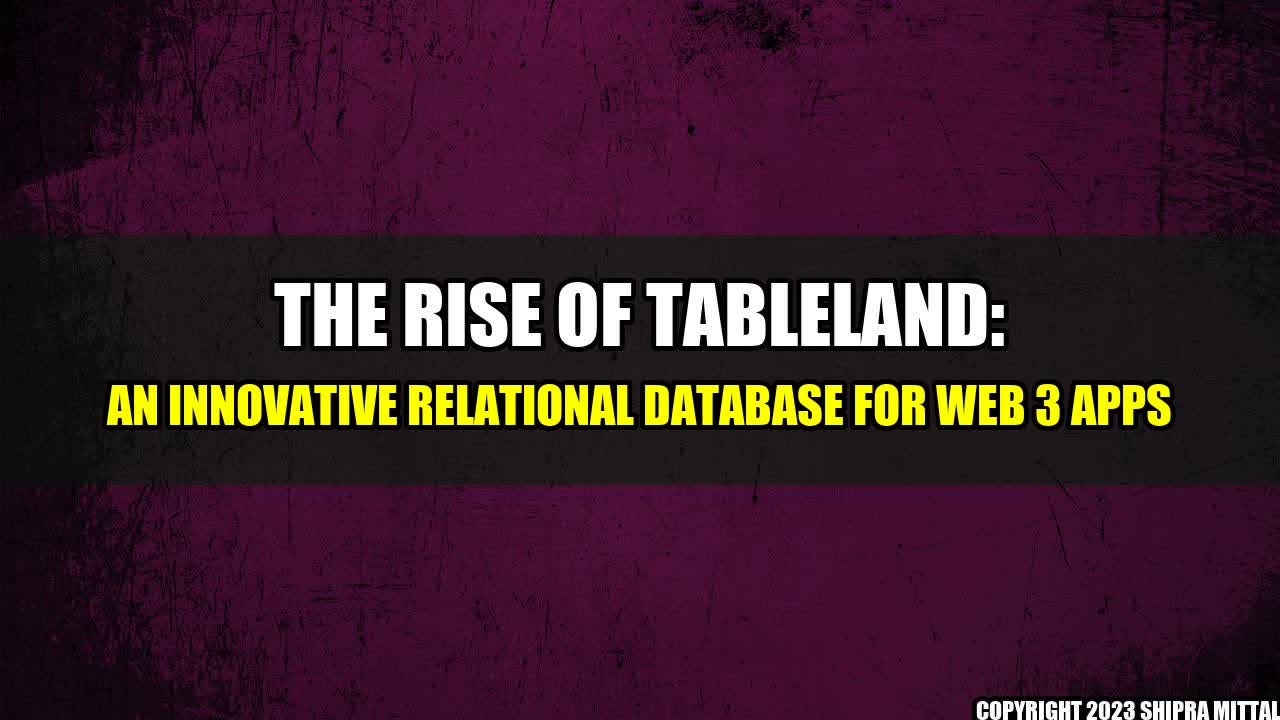 THE RISE OF TABLELAND:
AN INNOVATIVE RELATIONAL DATABASE FOR WEB 3 APPS
COPYRIGHT 2023 SHIPRA MITTAL